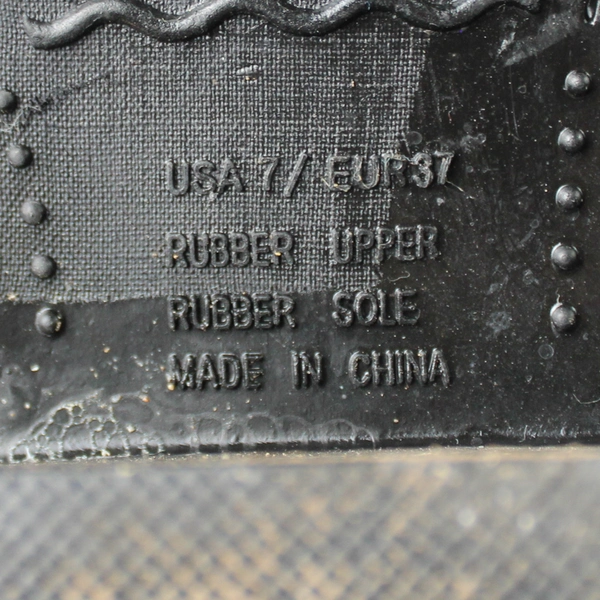 USA 7/ EUR37
RUBBER UPPER
RUBBER SOLE
MADE IN CHINA